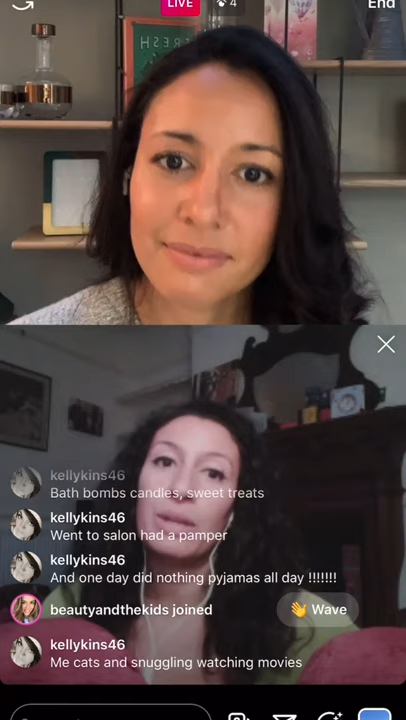 LIVE
4
End
FRESH
kellykins46
Bath bombs candles, sweet treats
kellykins46
Went to salon had a pamper
kellykins46
And one day did nothing pyjamas all day !!!!!!!
beautyandthekids joined
Wave
kellykins46
Me cats and snuggling watching movies